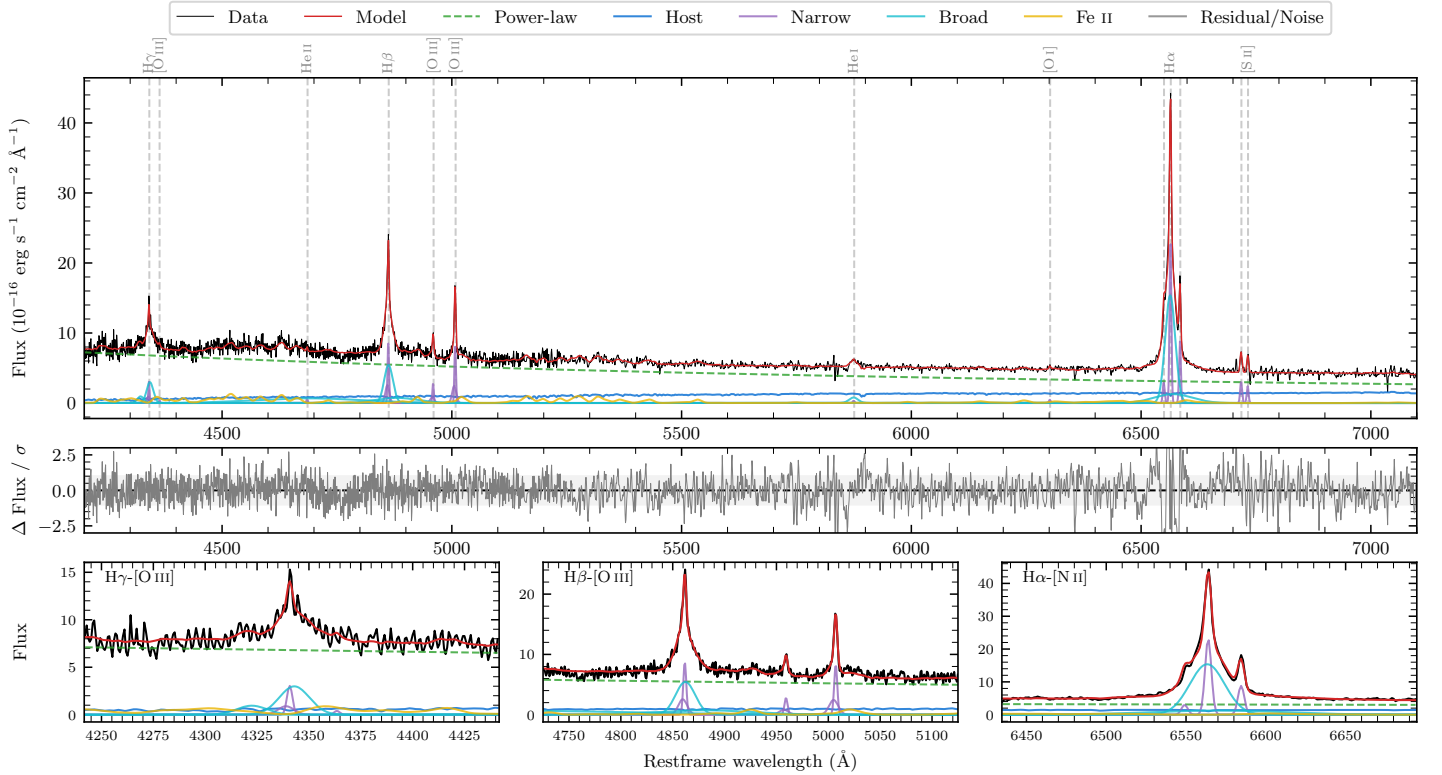 Data Model Power-law Host Narrow Broad Fe II Residual/Noise
Hγ [O III] He II Hβ [O III] [O III] He I [O I] Hα [S II]
Flux (10⁻¹⁶ erg s⁻¹ cm⁻² Å⁻¹)
40
30
20
10
0
4500 5000 5500 6000 6500 7000
Δ Flux / σ
2.5
0.0
−2.5
4500 5000 5500 6000 6500 7000
Flux
Hγ-[O III]
15
10
5
0
4250 4275 4300 4325 4350 4375 4400 4425
Hβ-[O III]
20
10
0
4750 4800 4850 4900 4950 5000 5050 5100
Hα-[N II]
40
30
20
10
0
6450 6500 6550 6600 6650
Restframe wavelength (Å)